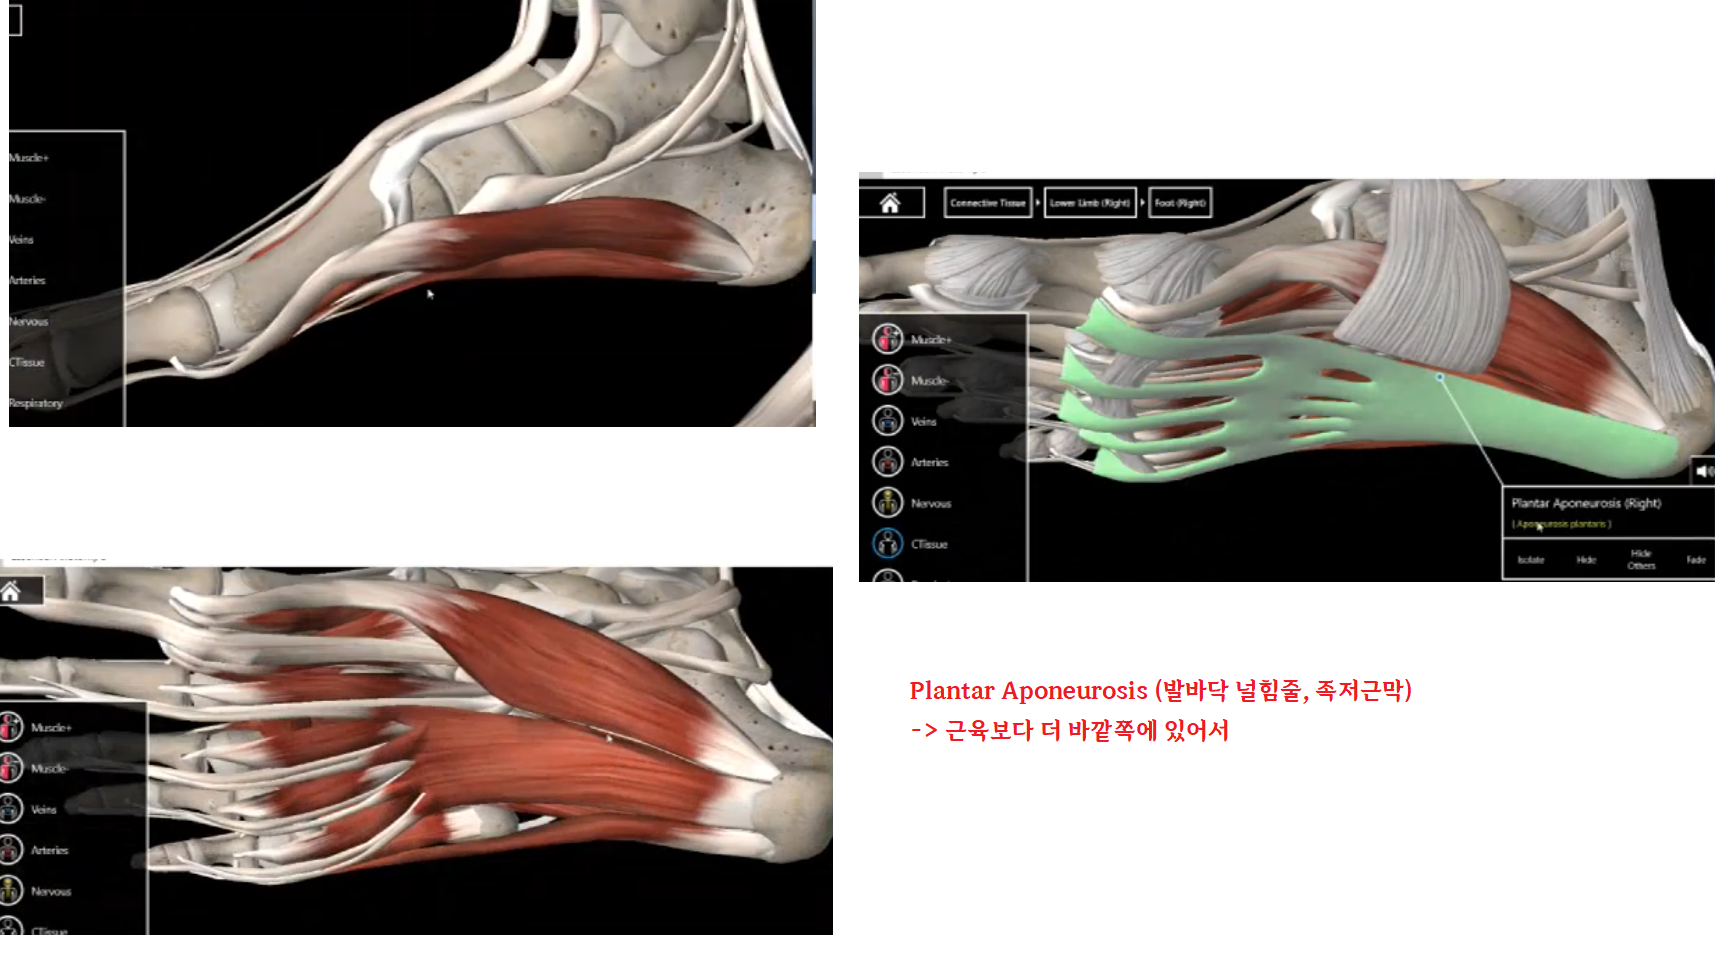 Muscle+
Muscle-
Veins
Arteries
Nervous
CTissue
Respiratory
Connective Tissue
Lower Limb (Right)
Foot (Right)
Muscle+
Muscle-
Veins
Arteries
Nervous
CTissue
Plantar Aponeurosis (Right)
( Aponeurosis plantaris )
Isolate
Hide
Hide
Others
Fade
Muscle+
Muscle-
Veins
Arteries
Nervous
CTissue
Plantar Aponeurosis (발바닥 널힘줄, 족저근막)
-> 근육보다 더 바깥쪽에 있어서